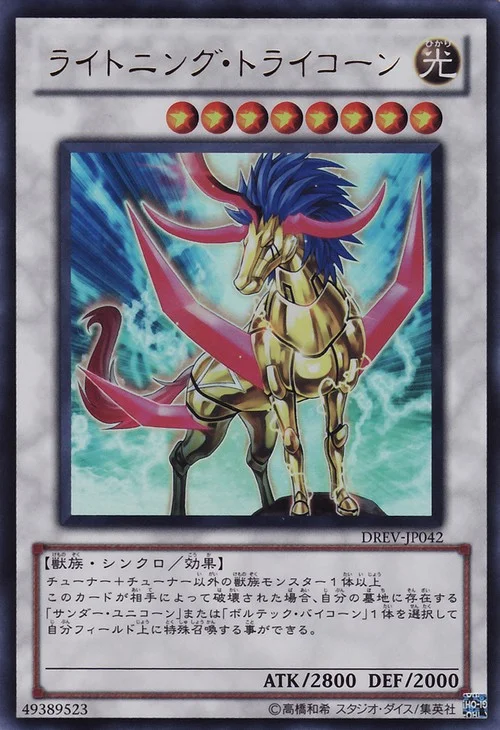 ライトニング・トライコーン
ひかり
光
DREV-JP042
【獣族・シンクロ/効果】
チューナー+チューナー以外の獣族モンスター1体以上
このカードが相手によって破壊された場合、自分の墓地に存在する
「サンダー・ユニコーン」または「ボルテック・バイコーン」1体を選択して
自分フィールド上に特殊召喚する事ができる。
ATK/2800 DEF/2000
49389523
©高橋和希 スタジオ・ダイス/集英社